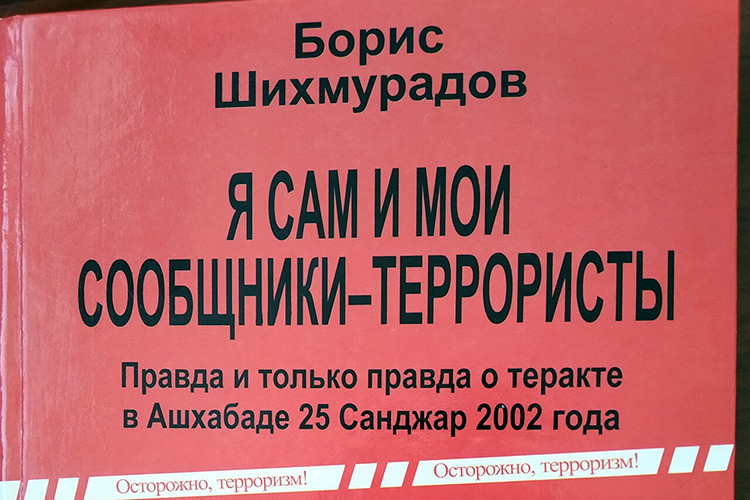 Борис
Шихмурадов
Я САМ И МОИ
СООБЩНИКИ–ТЕРРОРИСТЫ
Правда и только правда о теракте
в Ашхабаде 25 Санджар 2002 года
Осторожно, терроризм! Осторожно, терроризм!